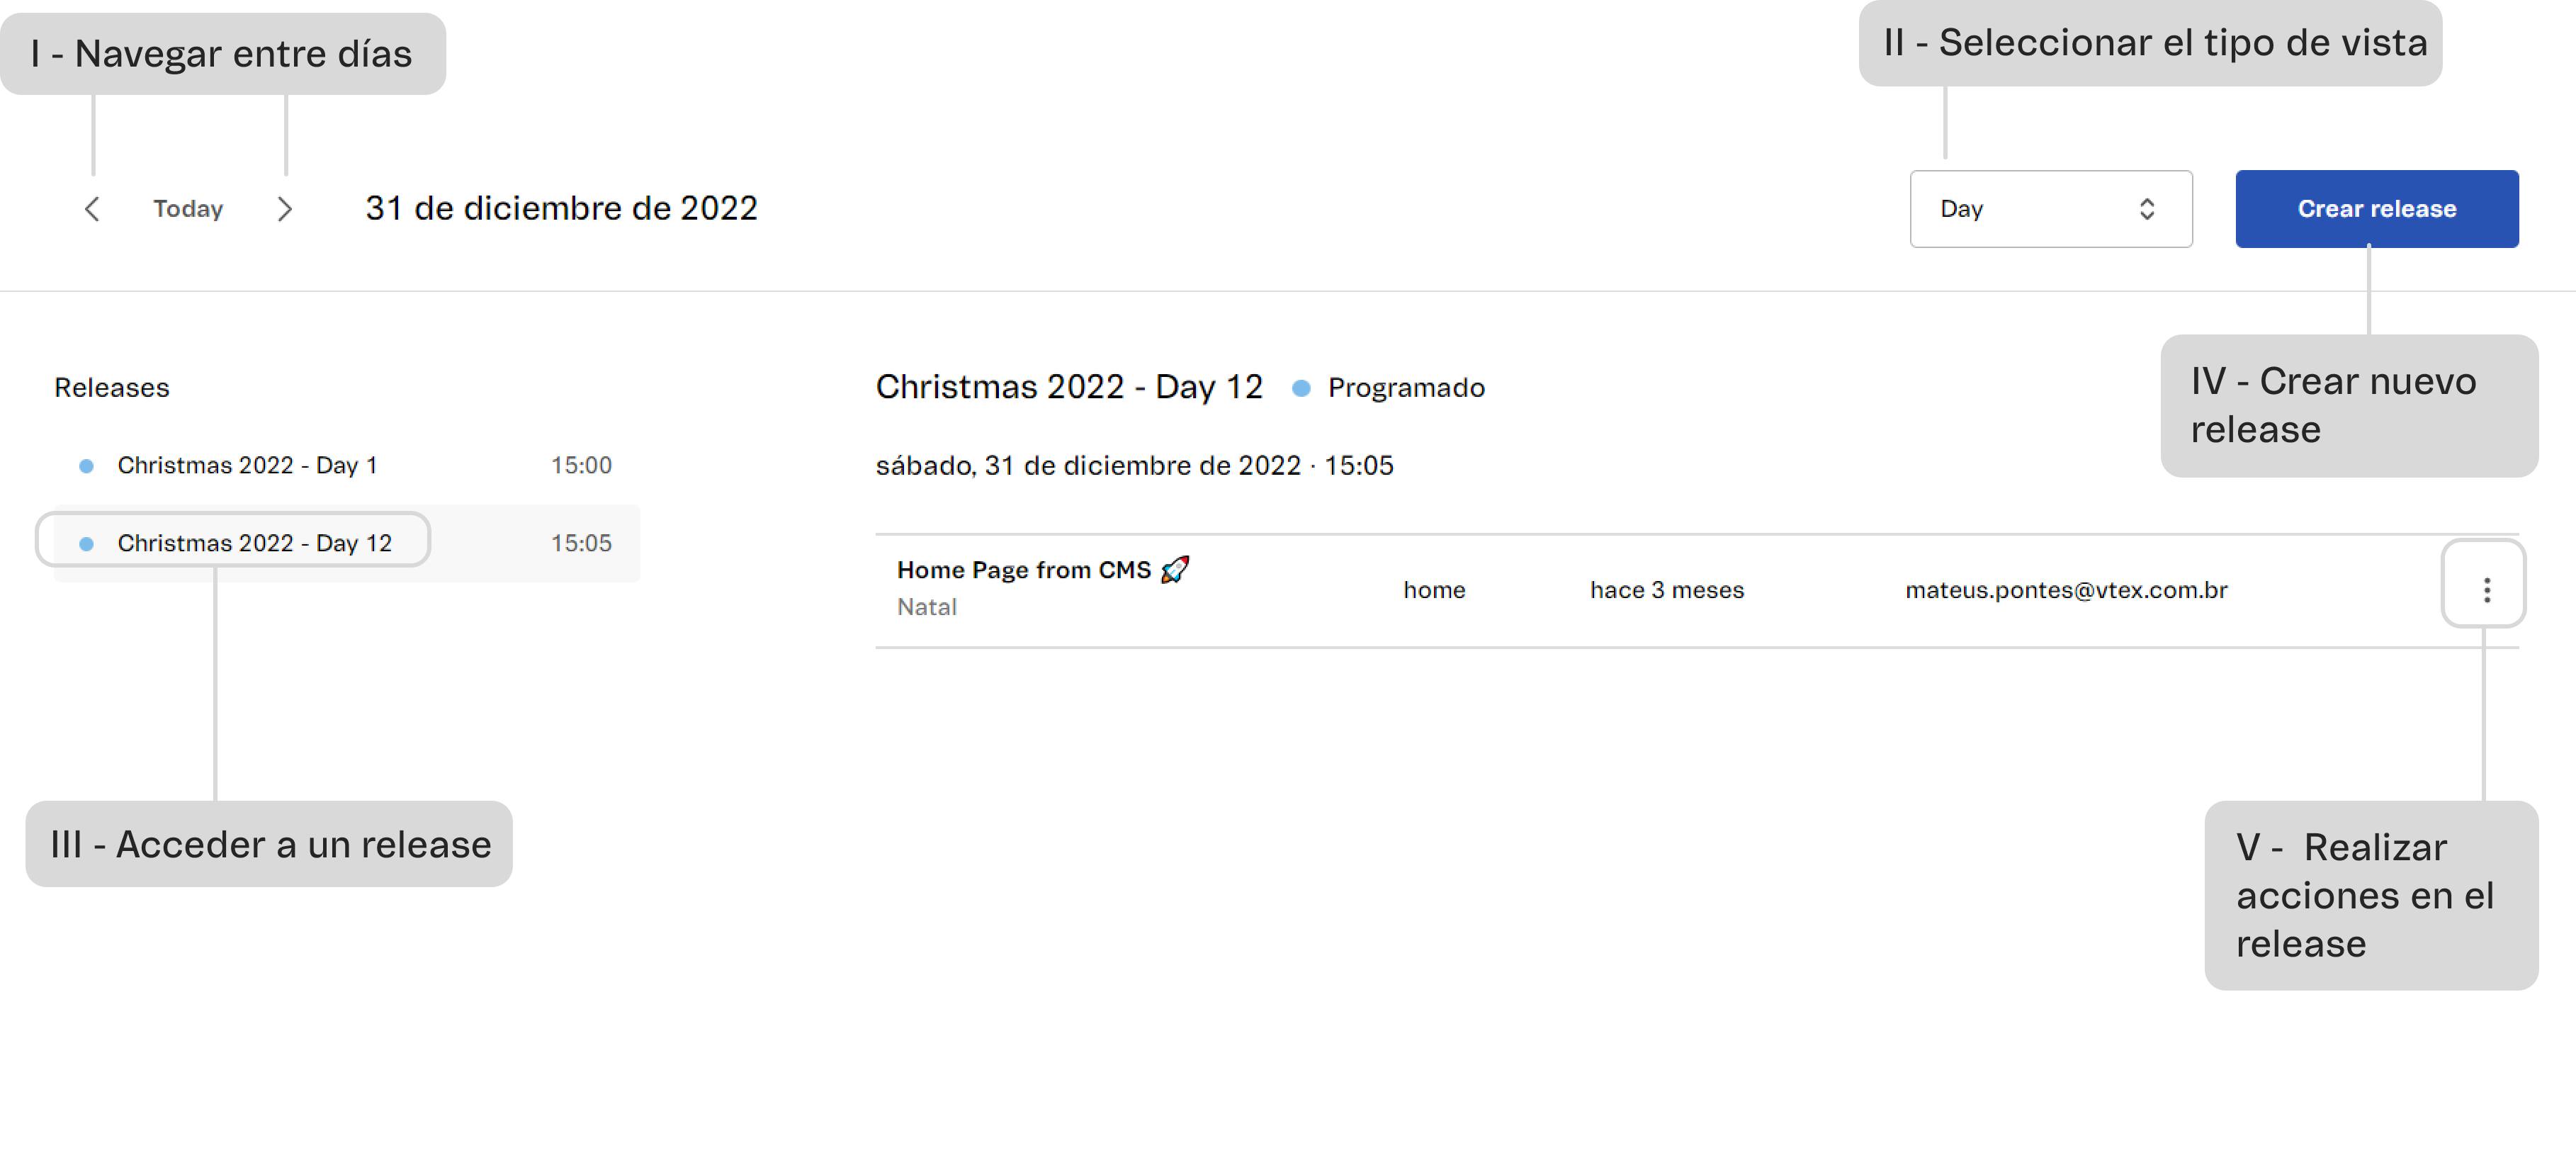 I - Navegar entre días
II - Seleccionar el tipo de vista
Today
31 de diciembre de 2022
Day
Crear release
IV - Crear nuevo
release
Releases
Christmas 2022 - Day 1
15:00
Christmas 2022 - Day 12
15:05
Christmas 2022 - Day 12
Programado
sábado, 31 de diciembre de 2022 · 15:05
Home Page from CMS 🚀
Natal
home
hace 3 meses
mateus.pontes@vtex.com.br
III - Acceder a un release
V - Realizar
acciones en el
release